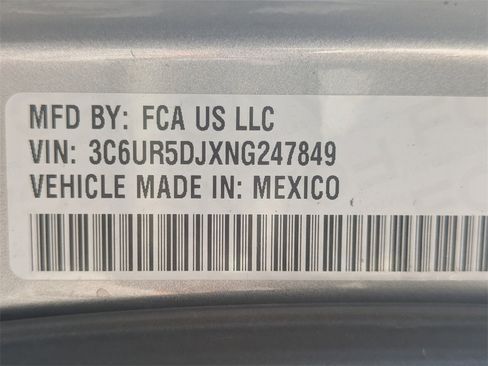 MFD BY: FCA US LLC
VIN: 3C6UR5DJXNG247849
VEHICLE MADE IN: MEXICO